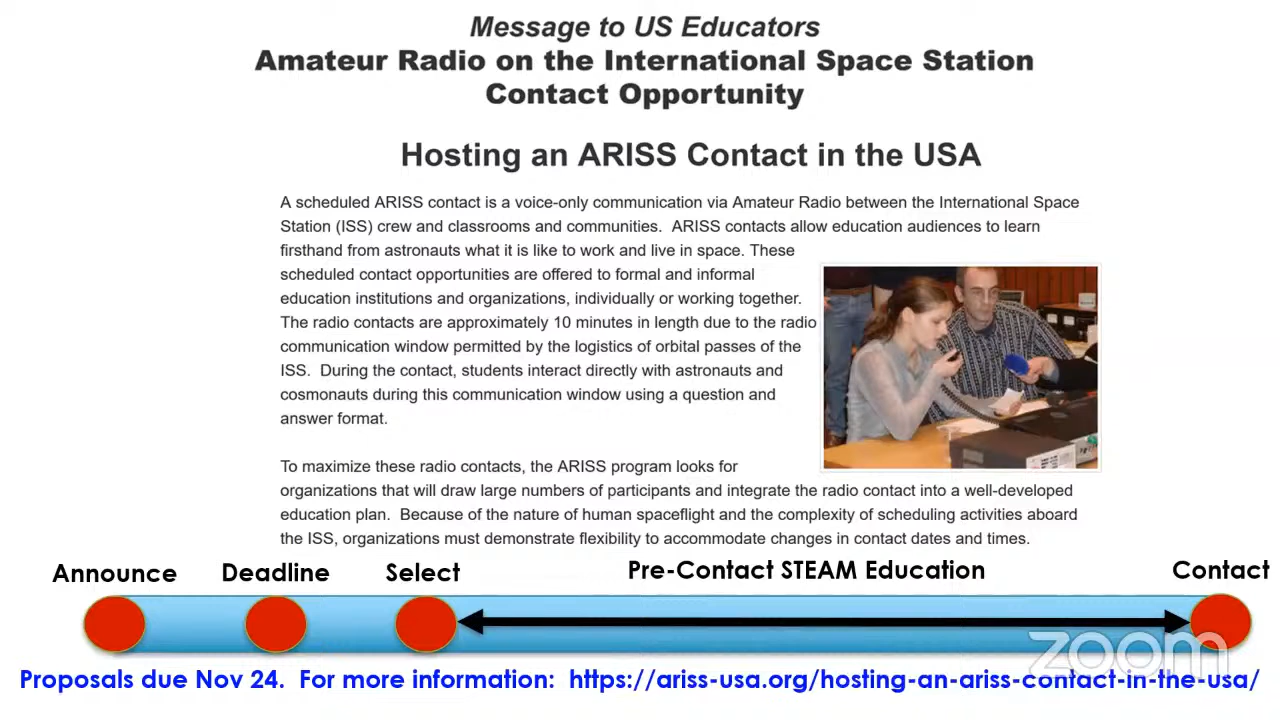 Message to US Educators
Amateur Radio on the International Space Station
Contact Opportunity
Hosting an ARISS Contact in the USA
A scheduled ARISS contact is a voice-only communication via Amateur Radio between the International Space
Station (ISS) crew and classrooms and communities.  ARISS contacts allow education audiences to learn
firsthand from astronauts what it is like to work and live in space. These
scheduled contact opportunities are offered to formal and informal
education institutions and organizations, individually or working together.
The radio contacts are approximately 10 minutes in length due to the radio
communication window permitted by the logistics of orbital passes of the
ISS.  During the contact, students interact directly with astronauts and
cosmonauts during this communication window using a question and
answer format.
To maximize these radio contacts, the ARISS program looks for
organizations that will draw large numbers of participants and integrate the radio contact into a well-developed
education plan.  Because of the nature of human spaceflight and the complexity of scheduling activities aboard
the ISS, organizations must demonstrate flexibility to accommodate changes in contact dates and times.
Announce Deadline Select Pre-Contact STEAM Education Contact
zoom
Proposals due Nov 24.  For more information:  https://ariss-usa.org/hosting-an-ariss-contact-in-the-usa/